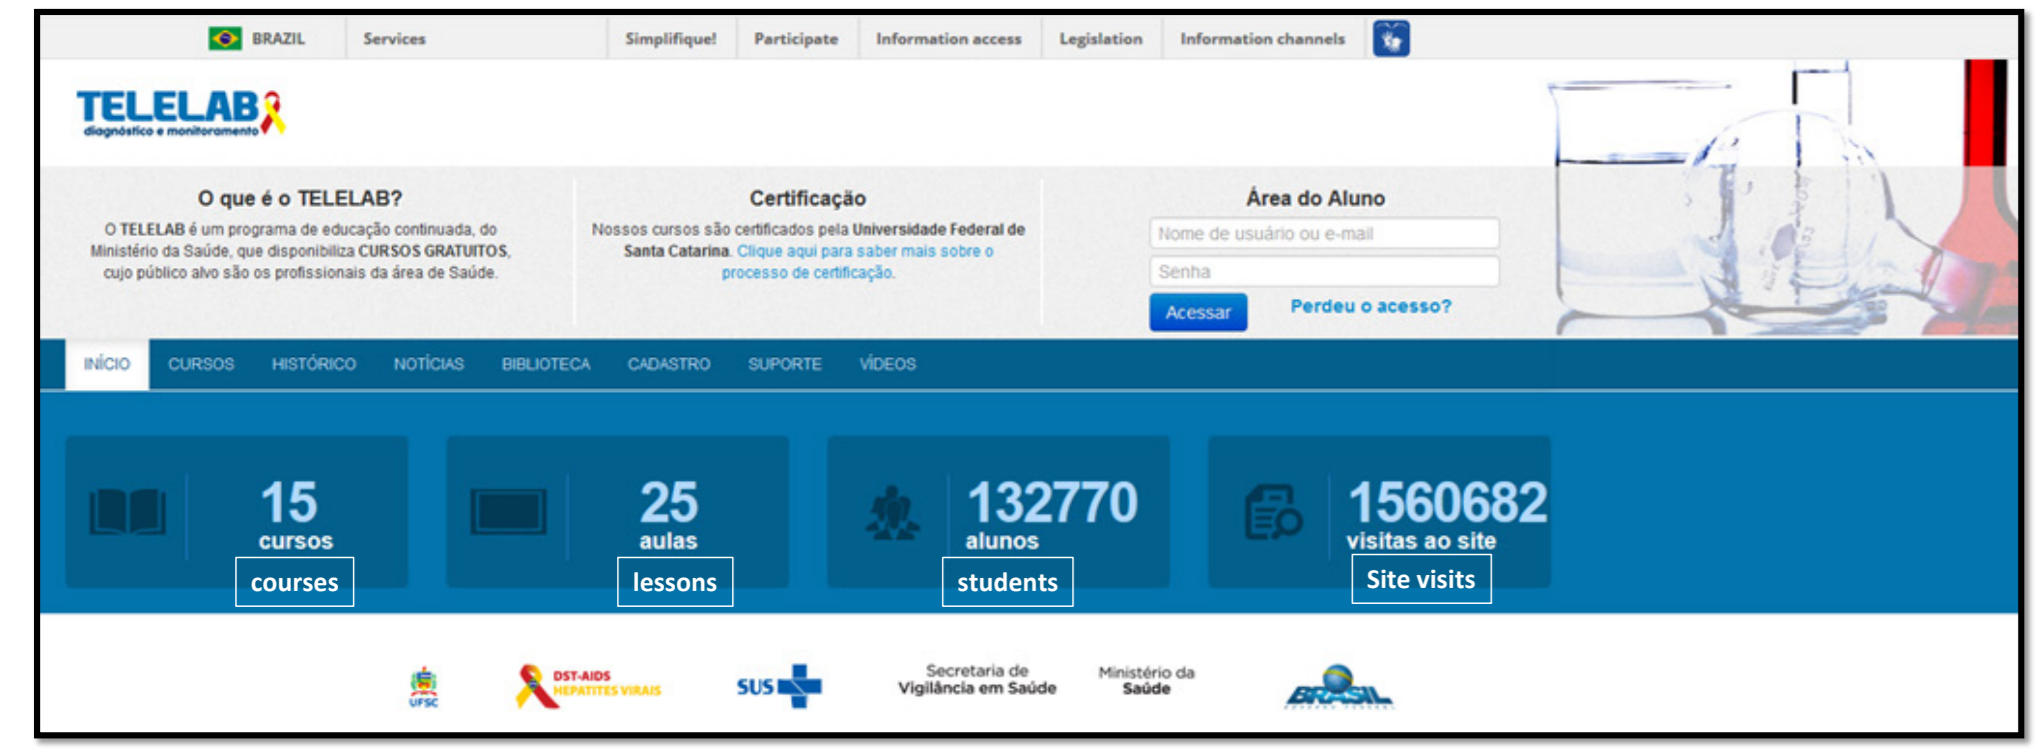 BRAZIL Services Simplifique! Participate Information access Legislation Information channels
TELELAB
diagnóstico e monitoramento
O que é o TELELAB?
O TELELAB é um programa de educação continuada, do
Ministério da Saúde, que disponibiliza CURSOS GRATUITOS,
cujo público alvo são os profissionais da área de Saúde.
Certificação
Nossos cursos são certificados pela Universidade Federal de
Santa Catarina. Clique aqui para saber mais sobre o
processo de certificação.
Área do Aluno
Nome de usuário ou e-mail
Senha
Acessar Perdeu o acesso?
INÍCIO CURSOS HISTÓRICO NOTÍCIAS BIBLIOTECA CADASTRO SUPORTE VÍDEOS
15
cursos
courses
25
aulas
lessons
132770
alunos
students
1560682
visitas ao site
Site visits
UFSC
DST-AIDS
HEPATITES VIRAIS
SUS
Secretaria de
Vigilância em Saúde
Ministério da
Saúde
BRASIL